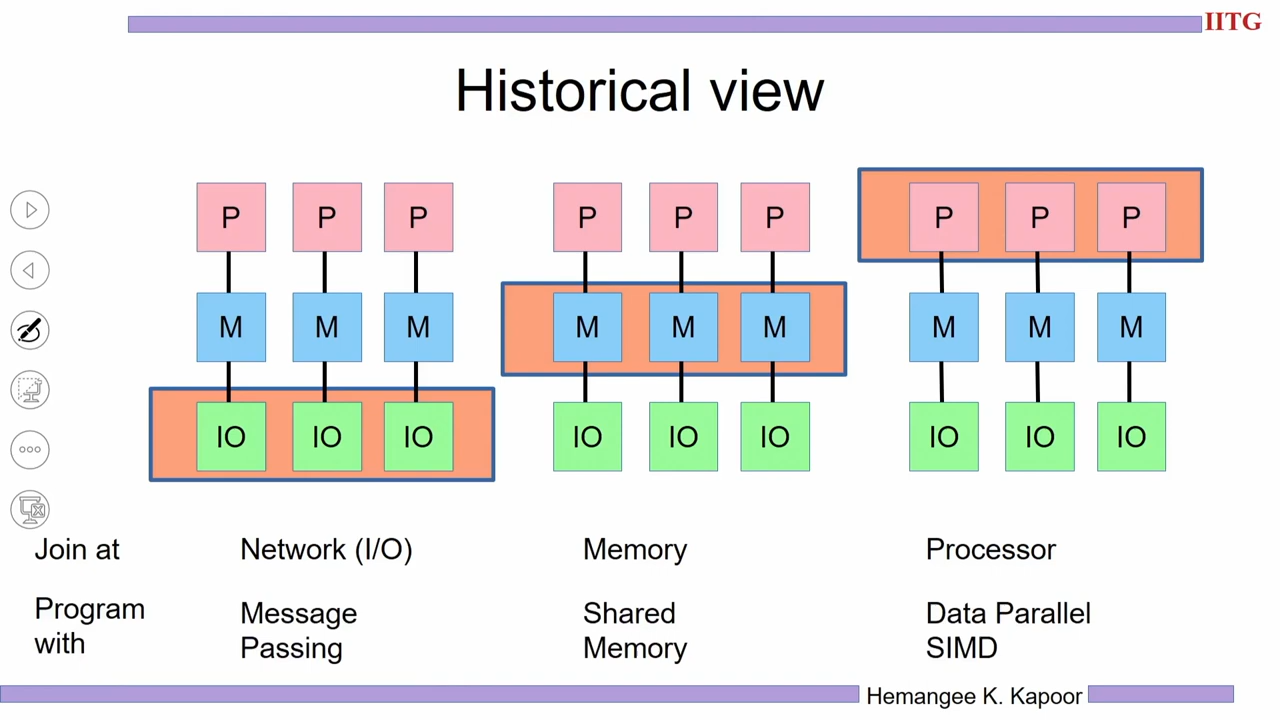 IITG
Historical view
P P P P P P P P P
M M M M M M M M M
IO IO IO IO IO IO IO IO IO
Join at Network (I/O) Memory Processor
Program with
Message Passing
Shared Memory
Data Parallel SIMD
Hemangee K. Kapoor